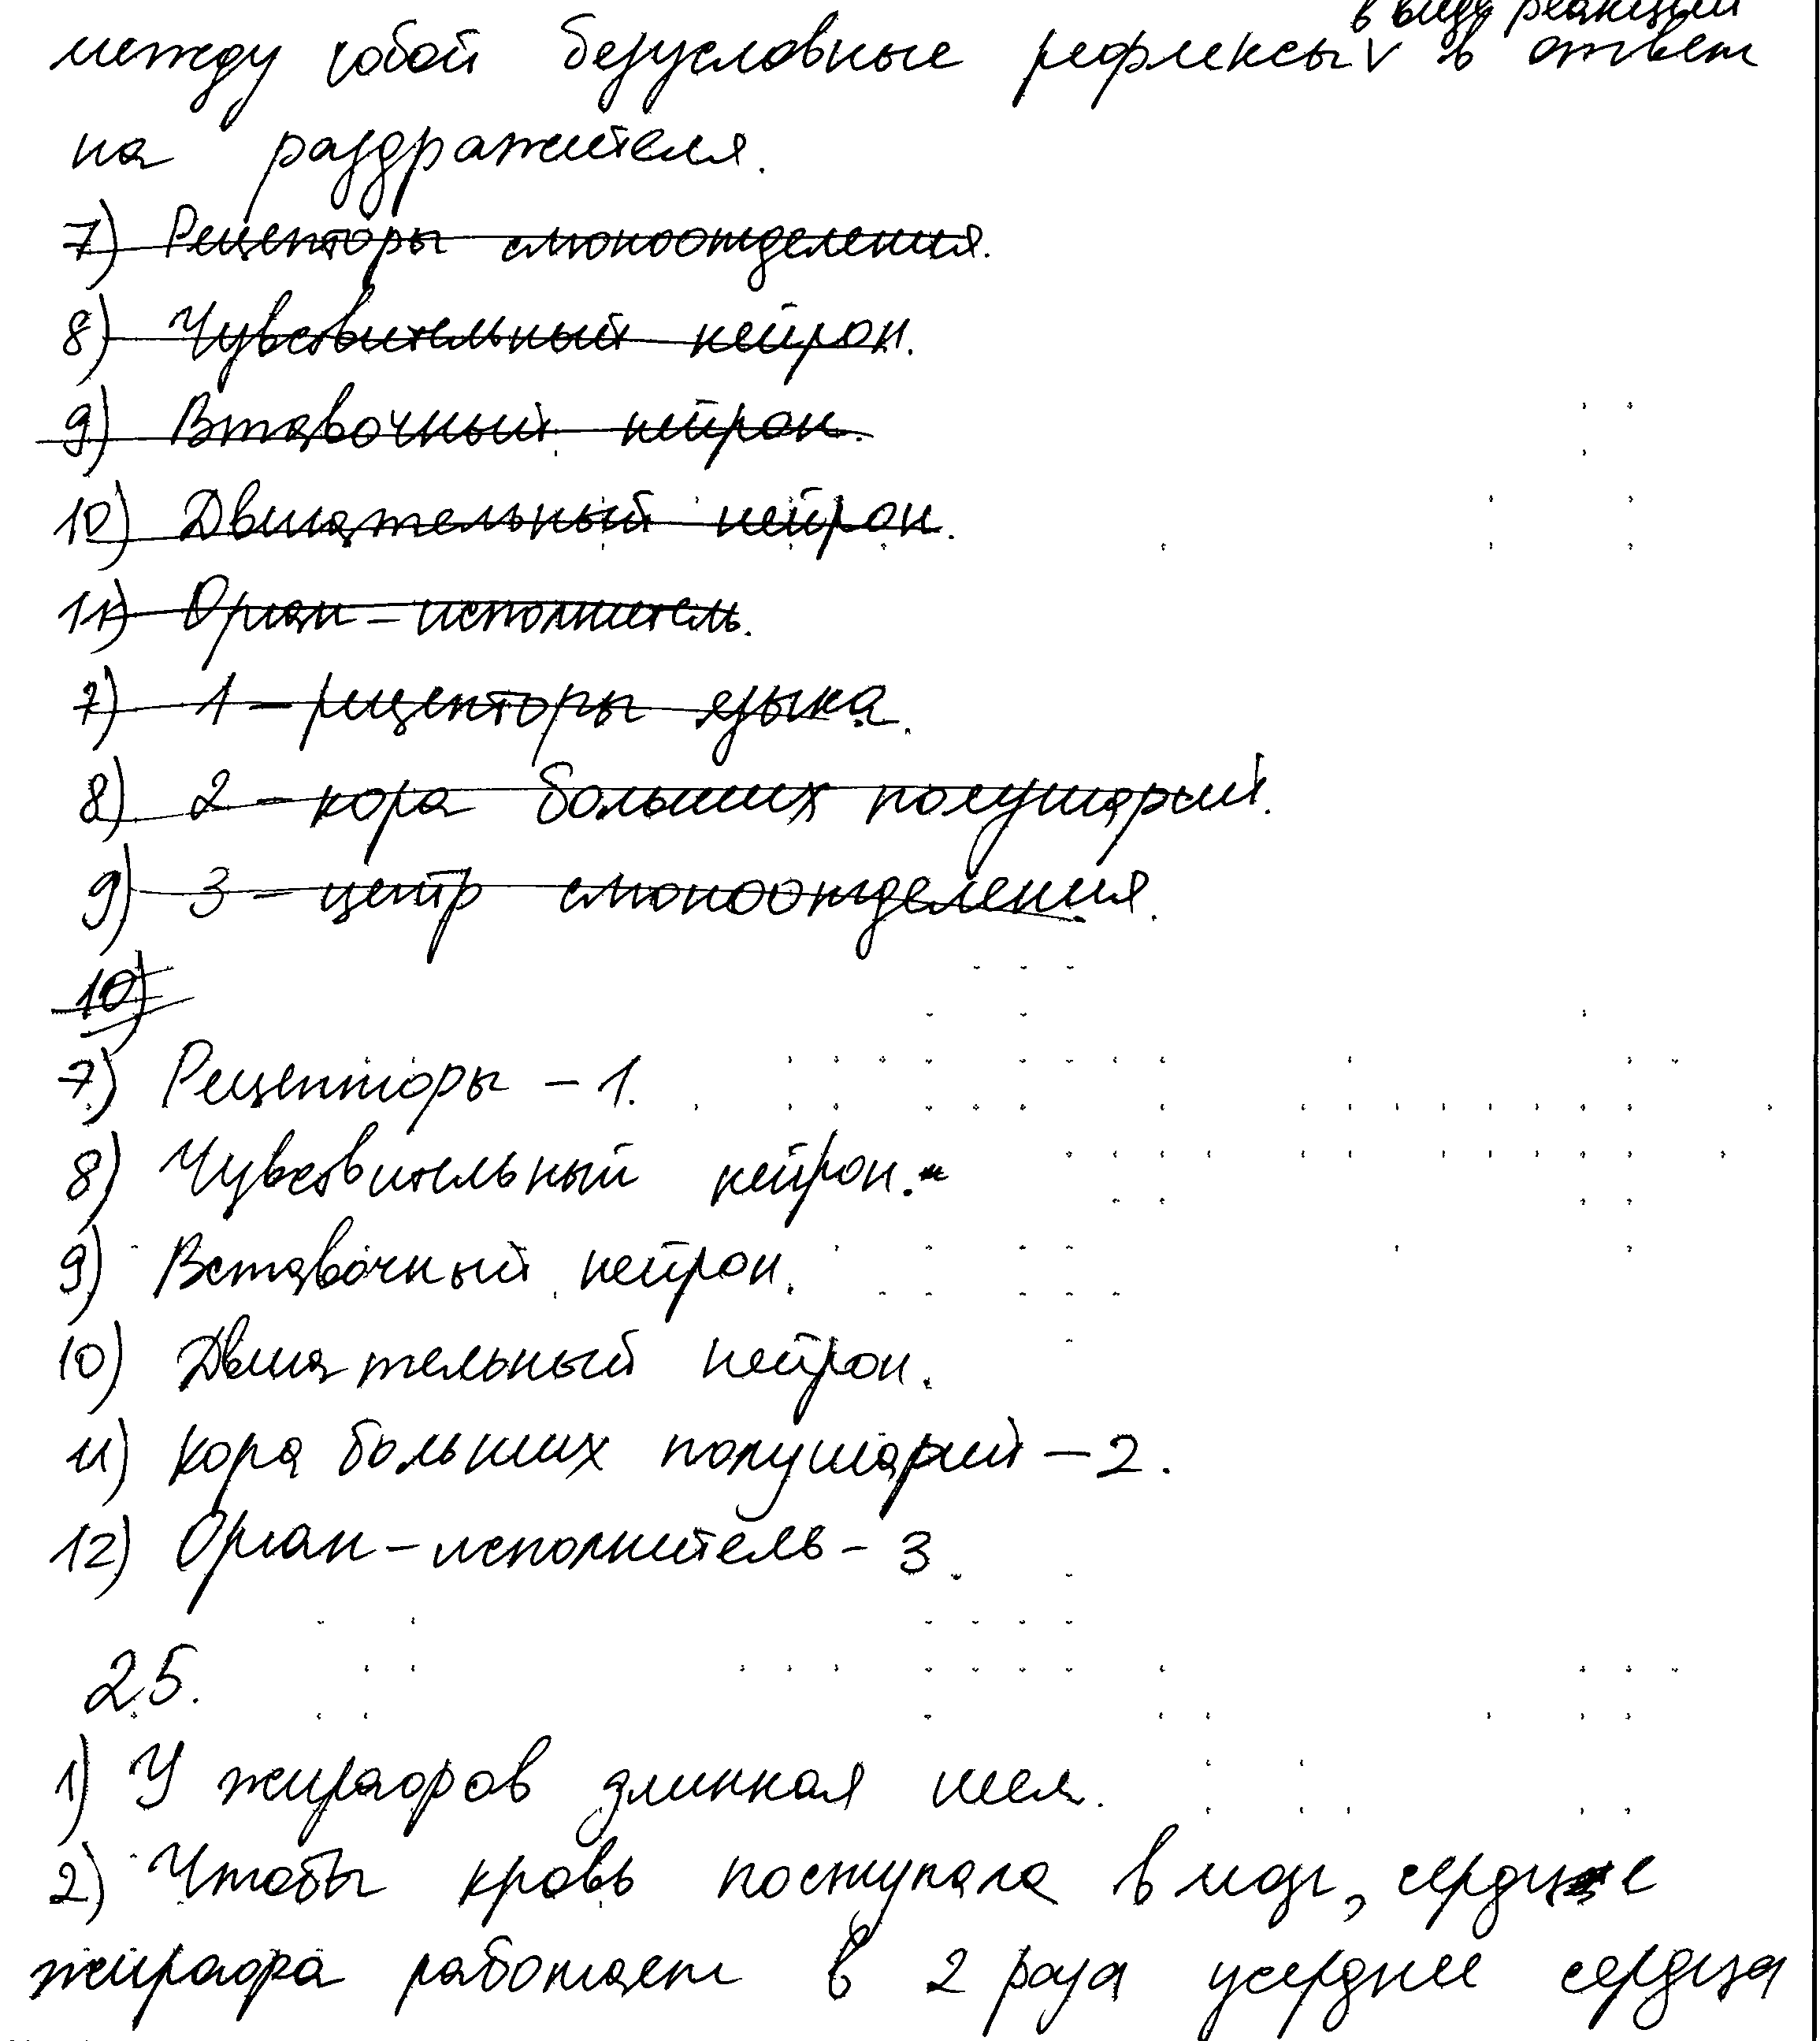 в виде реакций
между собой безусловные рефлексы V в ответ
на раздражителя.
7) Рецепторы слюноотделения.
8) Чувствительный нейрон.
9) Втавочный нейрон.
10) Двигательный нейрон.
11) Орган - исполнитель.
7) 1 - рецепторы языка.
8) 2 - кора больших полушарий.
9) 3 - центр слюноотделения.
10)
7) Рецепторы - 1.
8) Чувствительный нейрон.
9) Вставочный нейрон.
10) Двигательный нейрон.
11) Кора больших полушарий - 2.
12) Орган - исполнитель - 3.
25.
1) У жирафов длинная шея.
2) Чтобы кровь поступала в мозг, сердце
жирафа работает в 2 раза усерднее сердца